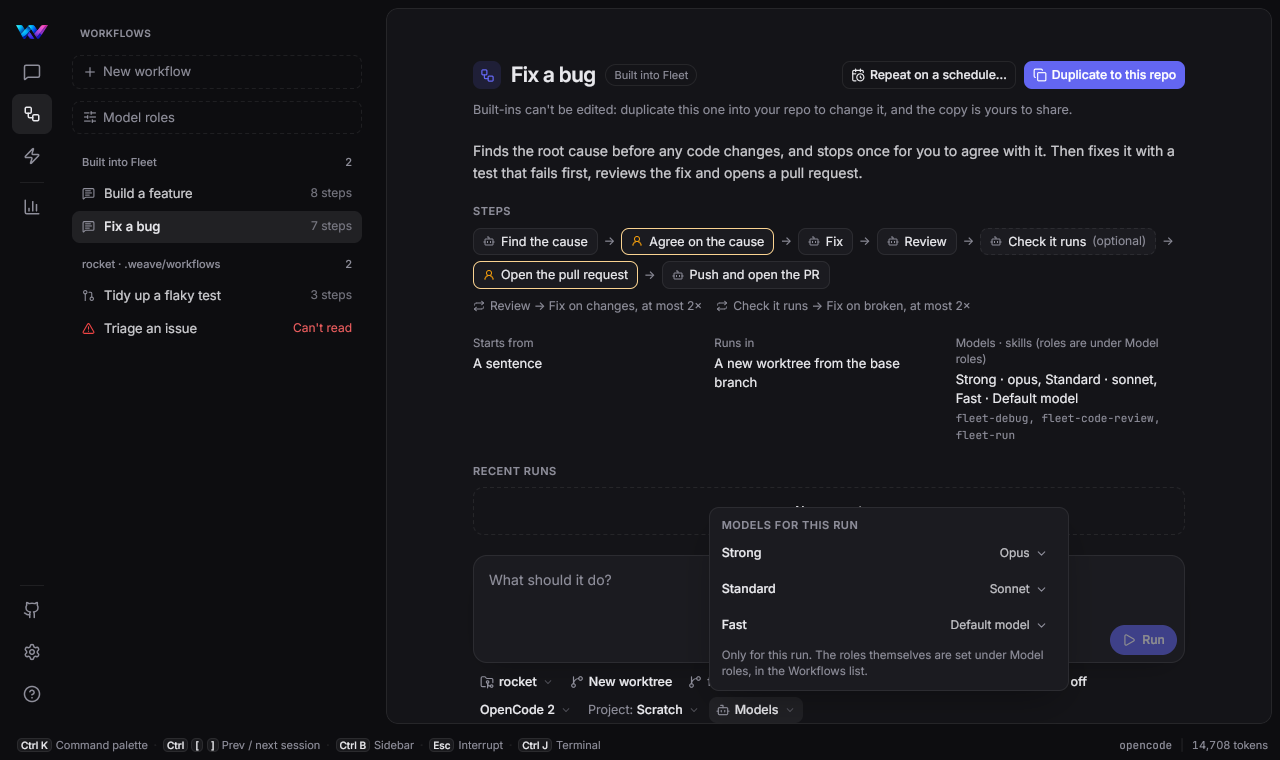 WORKFLOWS
New workflow
Model roles
Built into Fleet 2
Build a feature 8 steps
Fix a bug 7 steps
rocket · .weave/workflows 2
Tidy up a flaky test 3 steps
Triage an issue Can't read
Fix a bug Built into Fleet Repeat on a schedule... Duplicate to this repo
Built-ins can't be edited: duplicate this one into your repo to change it, and the copy is yours to share.
Finds the root cause before any code changes, and stops once for you to agree with it. Then fixes it with a
test that fails first, reviews the fix and opens a pull request.
STEPS
Find the cause → Agree on the cause → Fix → Review → Check it runs (optional) →
Open the pull request → Push and open the PR
Review → Fix on changes, at most 2× Check it runs → Fix on broken, at most 2×
Starts from
A sentence
Runs in
A new worktree from the base
branch
Models · skills (roles are under Model
roles)
Strong · opus, Standard · sonnet,
Fast · Default model
fleet-debug, fleet-code-review,
fleet-run
RECENT RUNS
MODELS FOR THIS RUN
Strong Opus
Standard Sonnet
Fast Default model
Only for this run. The roles themselves are set under Model
roles, in the Workflows list.
What should it do?
Run
rocket New worktree off
OpenCode 2 Project: Scratch Models
Ctrl K Command palette · Ctrl [ ] Prev / next session · Ctrl B Sidebar · Esc Interrupt · Ctrl J Terminal
opencode 14,708 tokens